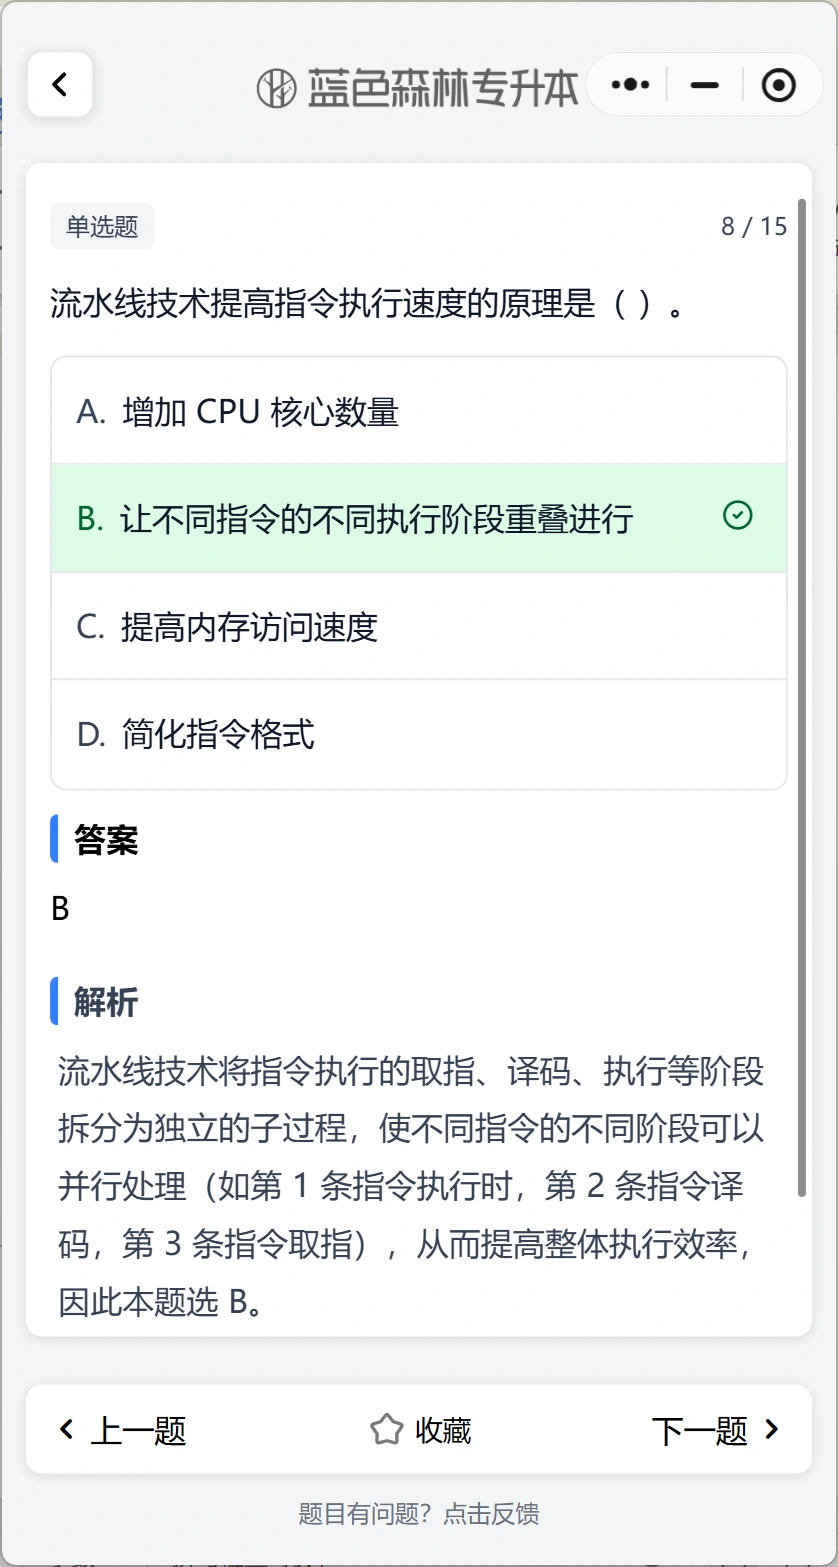 蓝色森林专升本
单选题
8 / 15
流水线技术提高指令执行速度的原理是（ ）。
A. 增加 CPU 核心数量
B. 让不同指令的不同执行阶段重叠进行
C. 提高内存访问速度
D. 简化指令格式
答案
B
解析
流水线技术将指令执行的取指、译码、执行等阶段
拆分为独立的子过程，使不同指令的不同阶段可以
并行处理（如第 1 条指令执行时，第 2 条指令译
码，第 3 条指令取指），从而提高整体执行效率，
因此本题选 B。
上一题
收藏
下一题
题目有问题？点击反馈